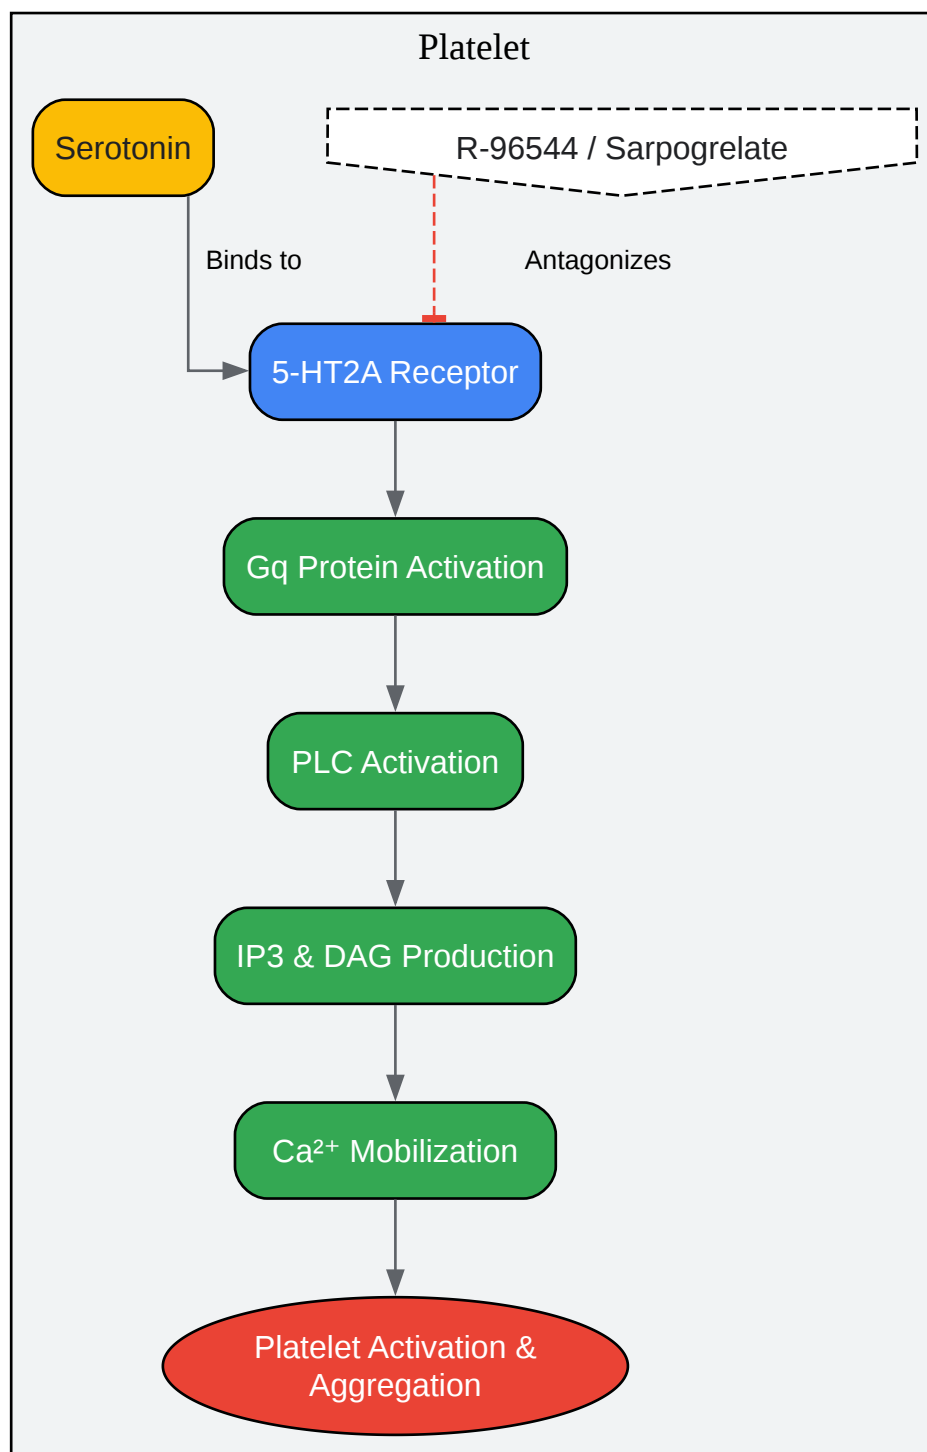 Platelet
Serotonin
R-96544 / Sarpogrelate
Binds to
Antagonizes
5-HT2A Receptor
Gq Protein Activation
PLC Activation
IP3 & DAG Production
Ca²⁺ Mobilization
Platelet Activation &
Aggregation